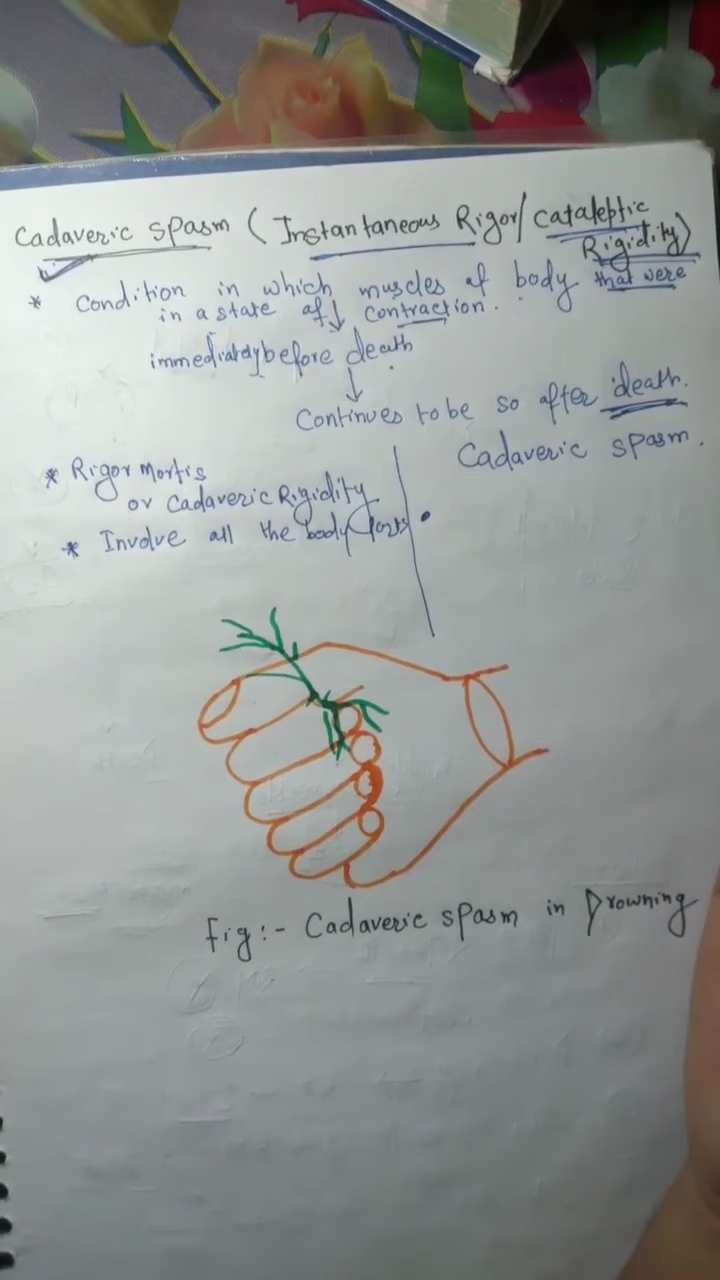 Cadaveric spasm ( Instantaneous Rigor/ cataleptic
Rigidity)
* Condition in which muscles of body that were
in a state of contraction.
immediately before death
Continues to be so after death.
Cadaveric spasm.
* Rigor Mortis
or Cadaveric Rigidity
* Involve all the body parts
Fig:- Cadaveric spasm in Drowning